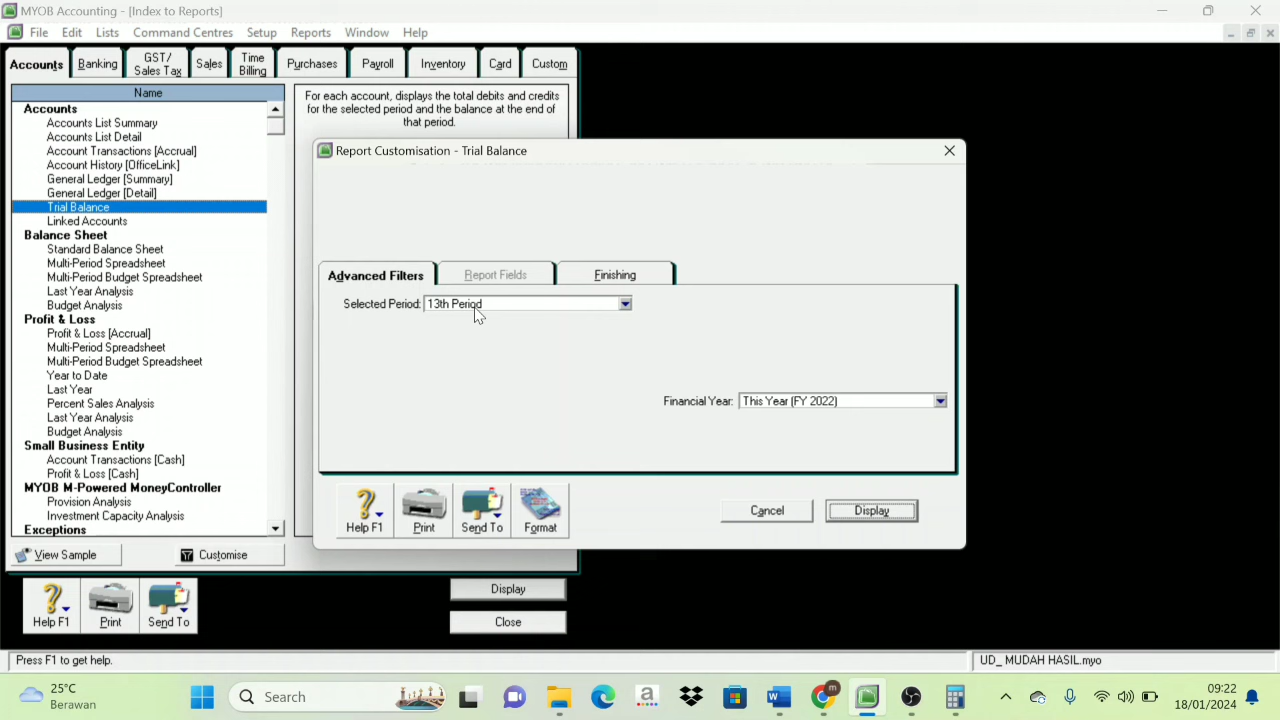 MYOB Accounting - [Index to Reports]
File Edit Lists Command Centres Setup Reports Window Help
Accounts Banking GST/ Sales Tax Sales Time Billing Purchases Payroll Inventory Card Custom
Name
Accounts
Accounts List Summary
Accounts List Detail
Account Transactions [Accrual]
Account History [OfficeLink]
General Ledger [Summary]
General Ledger [Detail]
Trial Balance
Linked Accounts
Balance Sheet
Standard Balance Sheet
Multi-Period Spreadsheet
Multi-Period Budget Spreadsheet
Last Year Analysis
Budget Analysis
Profit & Loss
Profit & Loss [Accrual]
Multi-Period Spreadsheet
Multi-Period Budget Spreadsheet
Year to Date
Last Year
Percent Sales Analysis
Last Year Analysis
Budget Analysis
Small Business Entity
Account Transactions [Cash]
Profit & Loss [Cash]
MYOB M-Powered MoneyController
Provision Analysis
Investment Capacity Analysis
Exceptions
View Sample Customise
For each account, displays the total debits and credits
for the selected period and the balance at the end of
that period.
Report Customisation - Trial Balance
Advanced Filters Report Fields Finishing
Selected Period: 13th Period
Financial Year: This Year (FY 2022)
Help F1 Print Send To Format Cancel Display
Help F1 Print Send To
Display
Close
Press F1 to get help. UD_ MUDAH HASIL.myo
25°C
Berawan
Search
a
m
09:22
18/01/2024